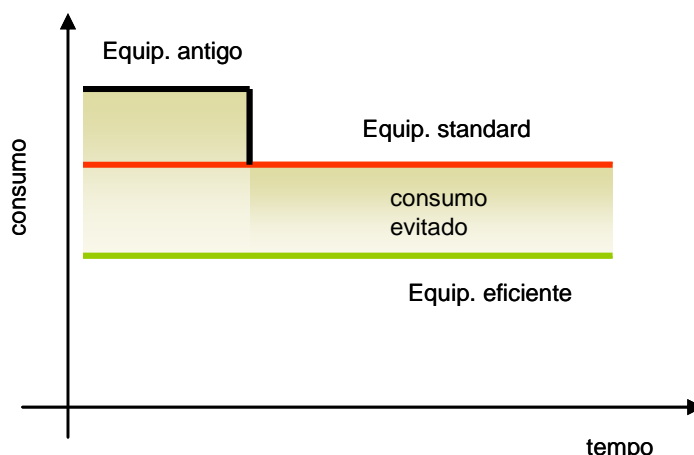 Equip. antigo
Equip. standard
consumo
consumo
evitado
Equip. eficiente
tempo